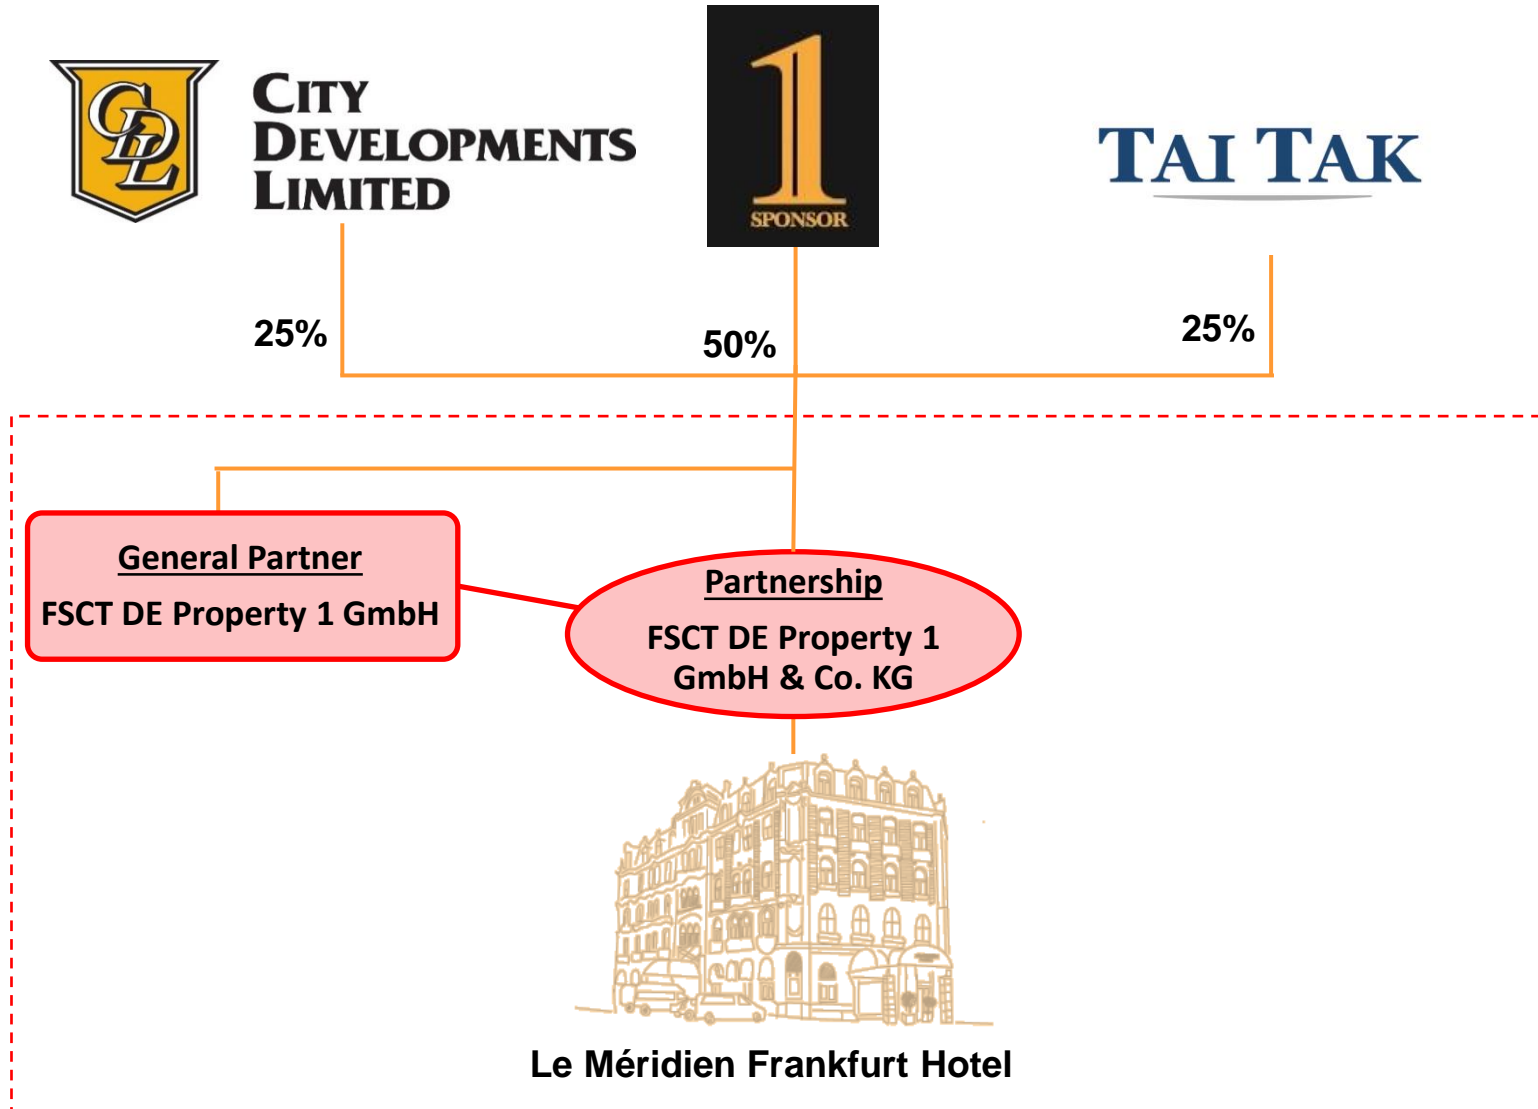 CDL
CITY
DEVELOPMENTS
LIMITED
1
SPONSOR
TAI TAK
25%
50%
25%
General Partner
FSCT DE Property 1 GmbH
Partnership
FSCT DE Property 1
GmbH & Co. KG
Le Méridien Frankfurt Hotel